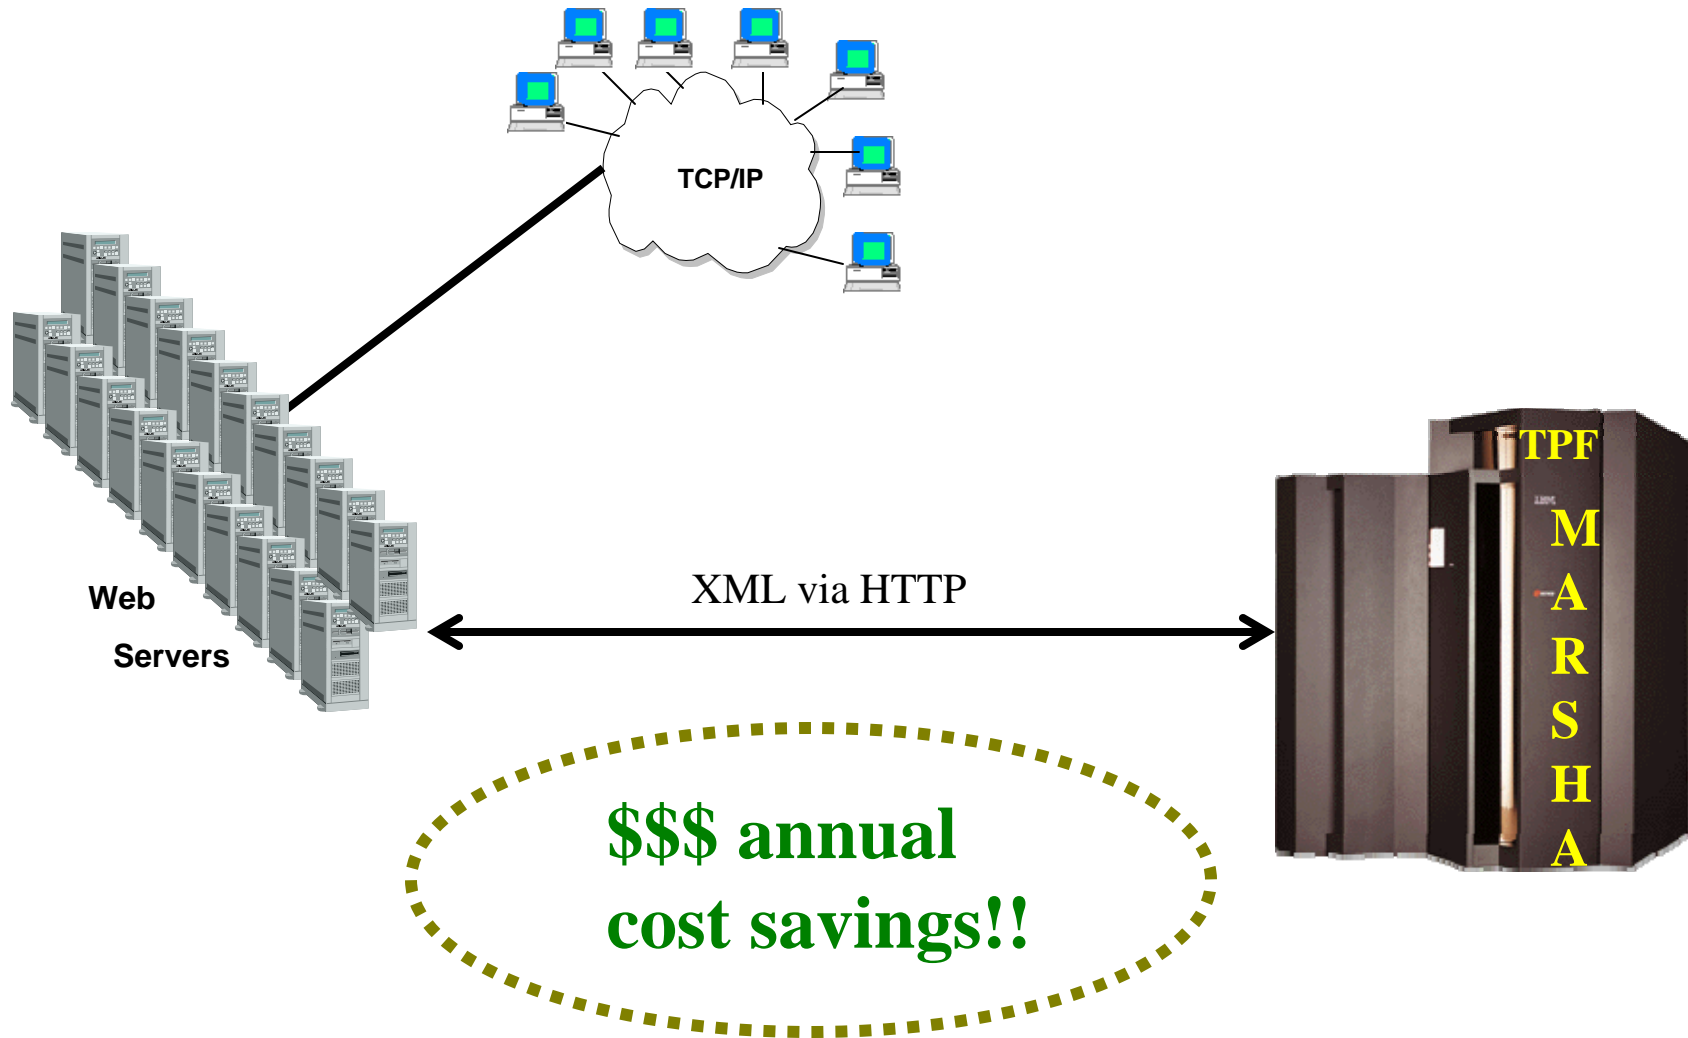 TCP/IP
Web
Servers
XML via HTTP
TPF
M
A
R
S
H
A
$$$ annual
cost savings!!